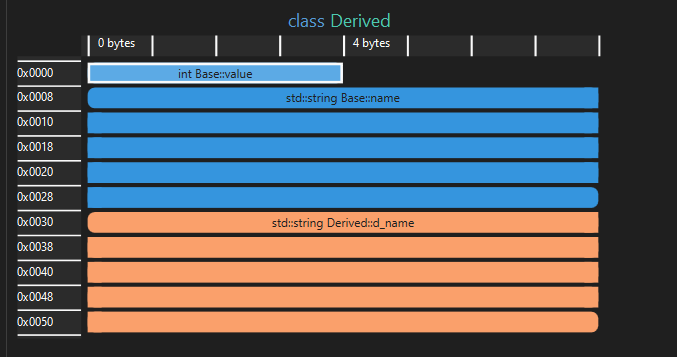 class Derived
0 bytes 4 bytes
0x0000 int Base::value
0x0008 std::string Base::name
0x0010
0x0018
0x0020
0x0028
0x0030 std::string Derived::d_name
0x0038
0x0040
0x0048
0x0050